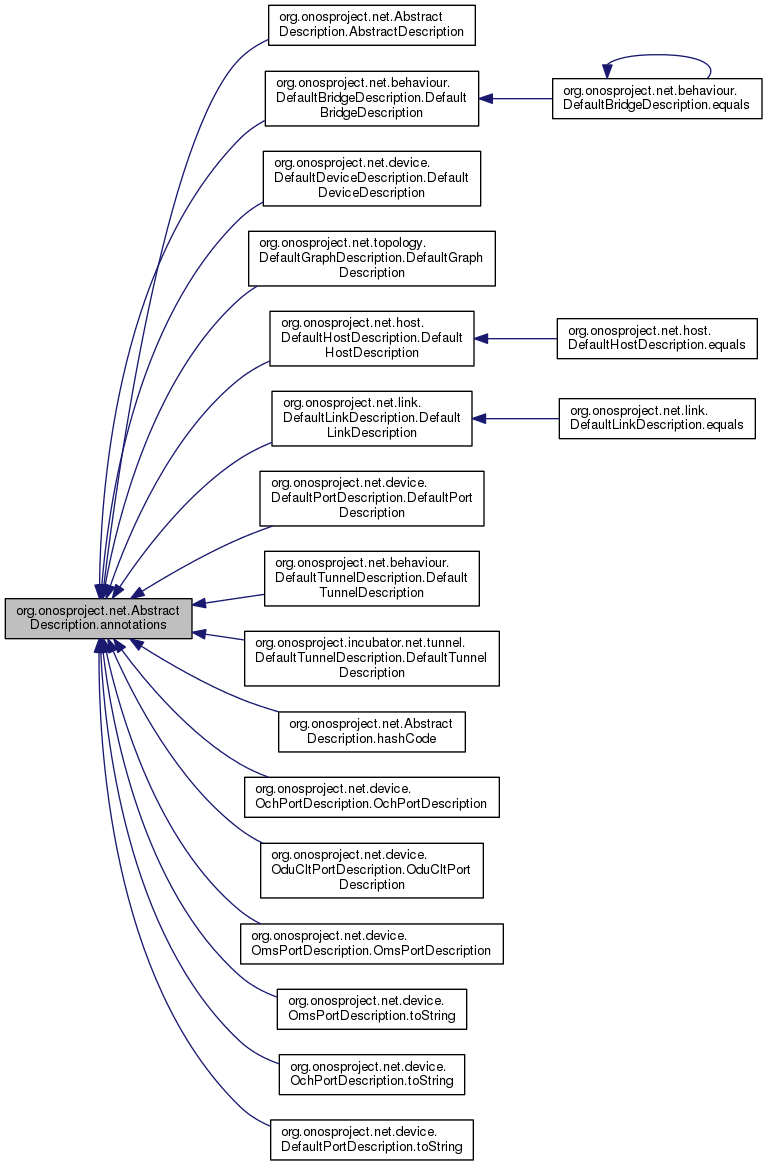 org.onosproject.net.Abstract
Description.AbstractDescription
org.onosproject.net.behaviour.
DefaultBridgeDescription.Default
BridgeDescription
org.onosproject.net.behaviour.
DefaultBridgeDescription.equals
org.onosproject.net.device.
DefaultDeviceDescription.Default
DeviceDescription
org.onosproject.net.topology.
DefaultGraphDescription.DefaultGraph
Description
org.onosproject.net.host.
DefaultHostDescription.Default
HostDescription
org.onosproject.net.host.
DefaultHostDescription.equals
org.onosproject.net.link.
DefaultLinkDescription.Default
LinkDescription
org.onosproject.net.link.
DefaultLinkDescription.equals
org.onosproject.net.device.
DefaultPortDescription.DefaultPort
Description
org.onosproject.net.behaviour.
DefaultTunnelDescription.Default
TunnelDescription
org.onosproject.net.Abstract
Description.annotations
org.onosproject.incubator.net.tunnel.
DefaultTunnelDescription.DefaultTunnel
Description
org.onosproject.net.Abstract
Description.hashCode
org.onosproject.net.device.
OchPortDescription.OchPortDescription
org.onosproject.net.device.
OduCltPortDescription.OduCltPort
Description
org.onosproject.net.device.
OmsPortDescription.OmsPortDescription
org.onosproject.net.device.
OmsPortDescription.toString
org.onosproject.net.device.
OchPortDescription.toString
org.onosproject.net.device.
DefaultPortDescription.toString